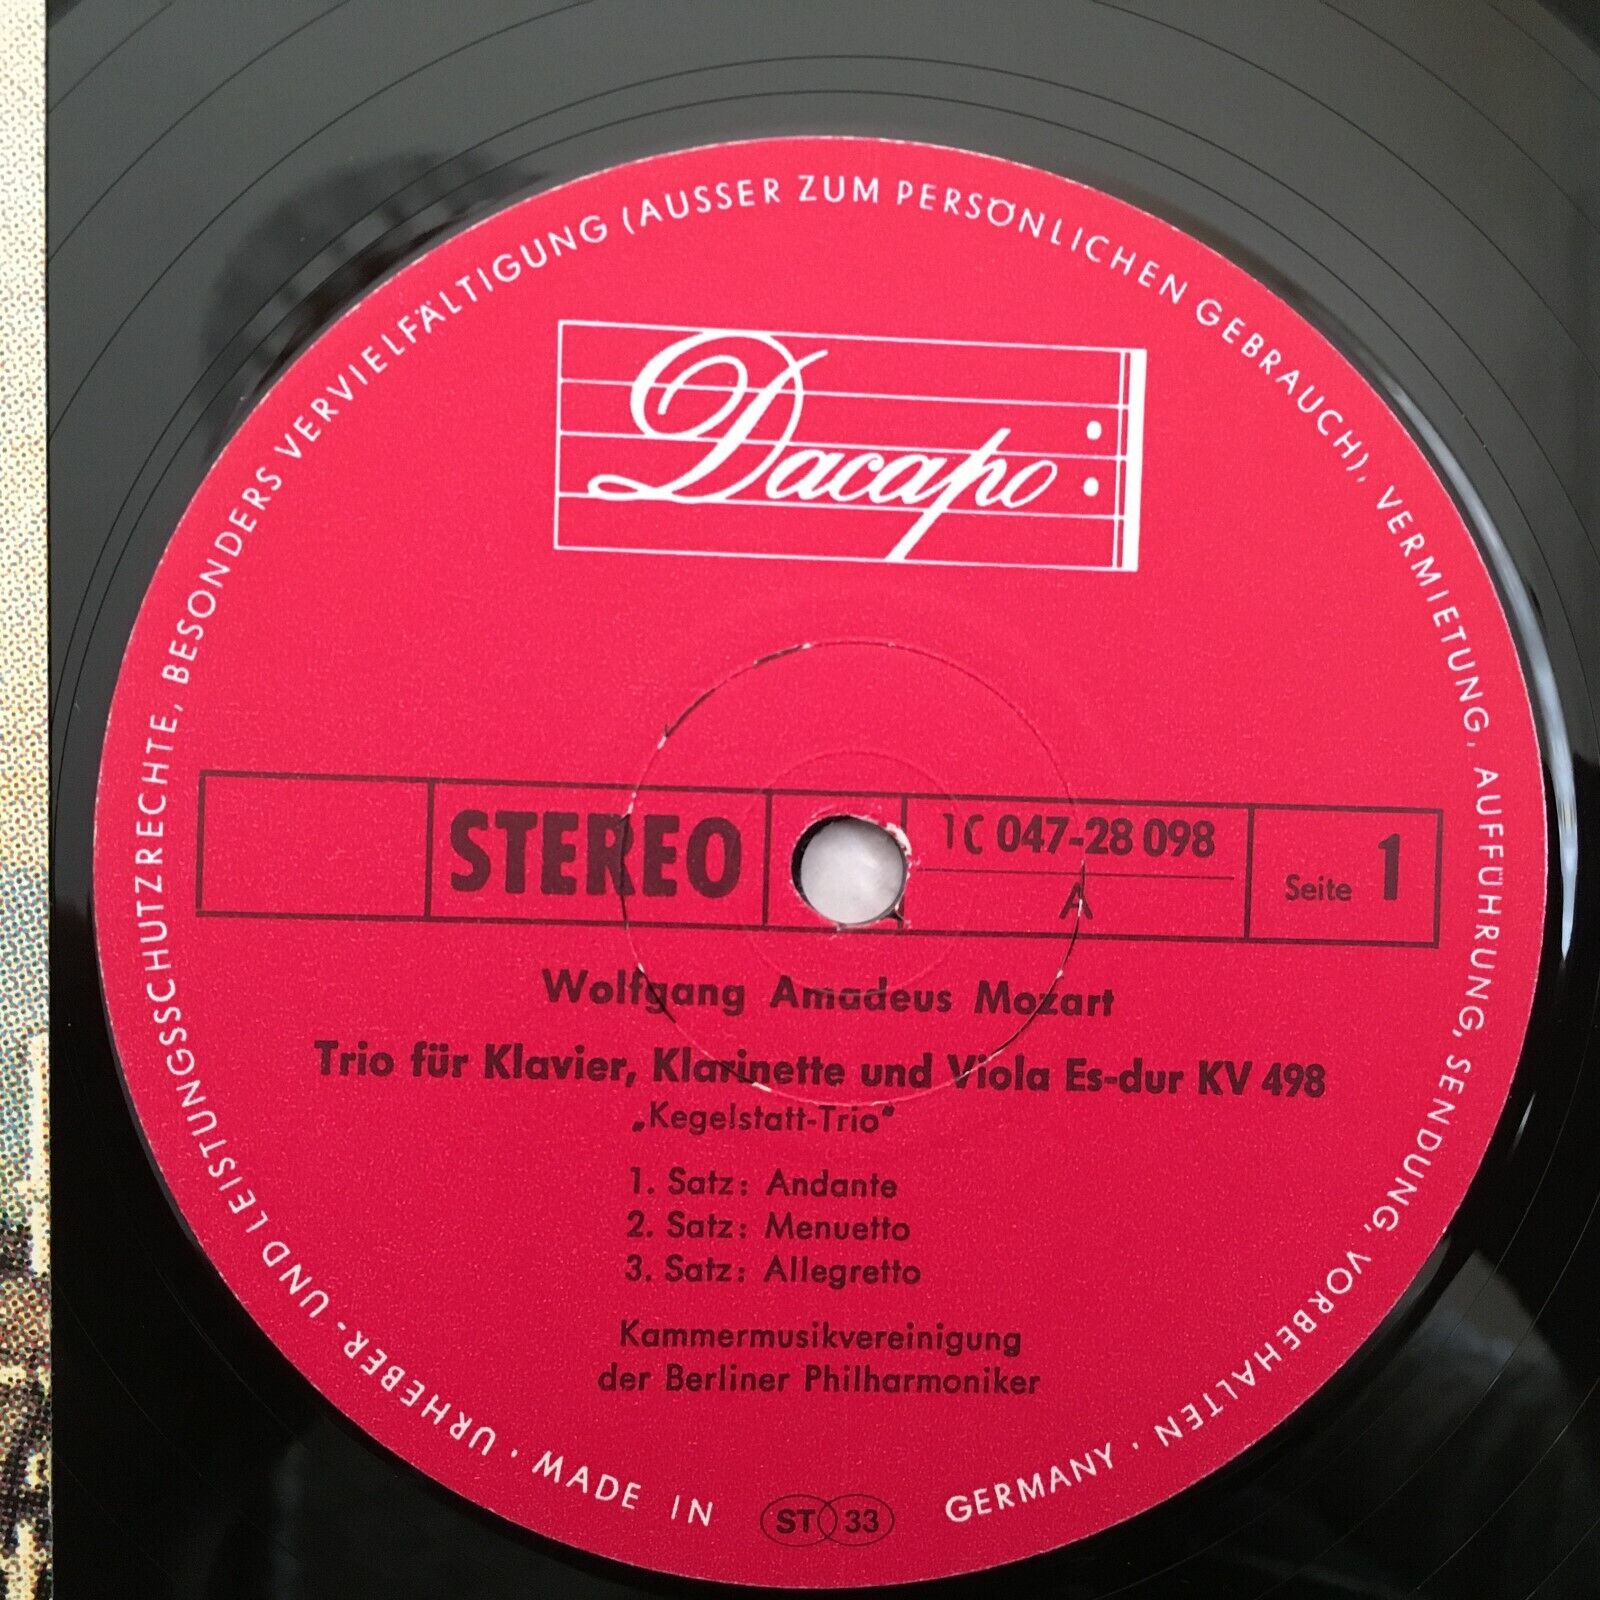 URHEBER- UND LEISTUNGSSCHUTZRECHTE, BESONDERS VERVIELFÄLTIGUNG (AUSSER ZUM PERSÖNLICHEN GEBRAUCH), VERMIETUNG, AUFFÜHRUNG, SENDUNG, VORBEHALTEN ·
Dacapo
STEREO
1C 047-28 098
A
Seite 1
Wolfgang Amadeus Mozart
Trio für Klavier, Klarinette und Viola Es-dur KV 498
„Kegelstatt-Trio“
1. Satz: Andante
2. Satz: Menuetto
3. Satz: Allegretto
Kammermusikvereinigung
der Berliner Philharmoniker
· MADE IN GERMANY
ST 33